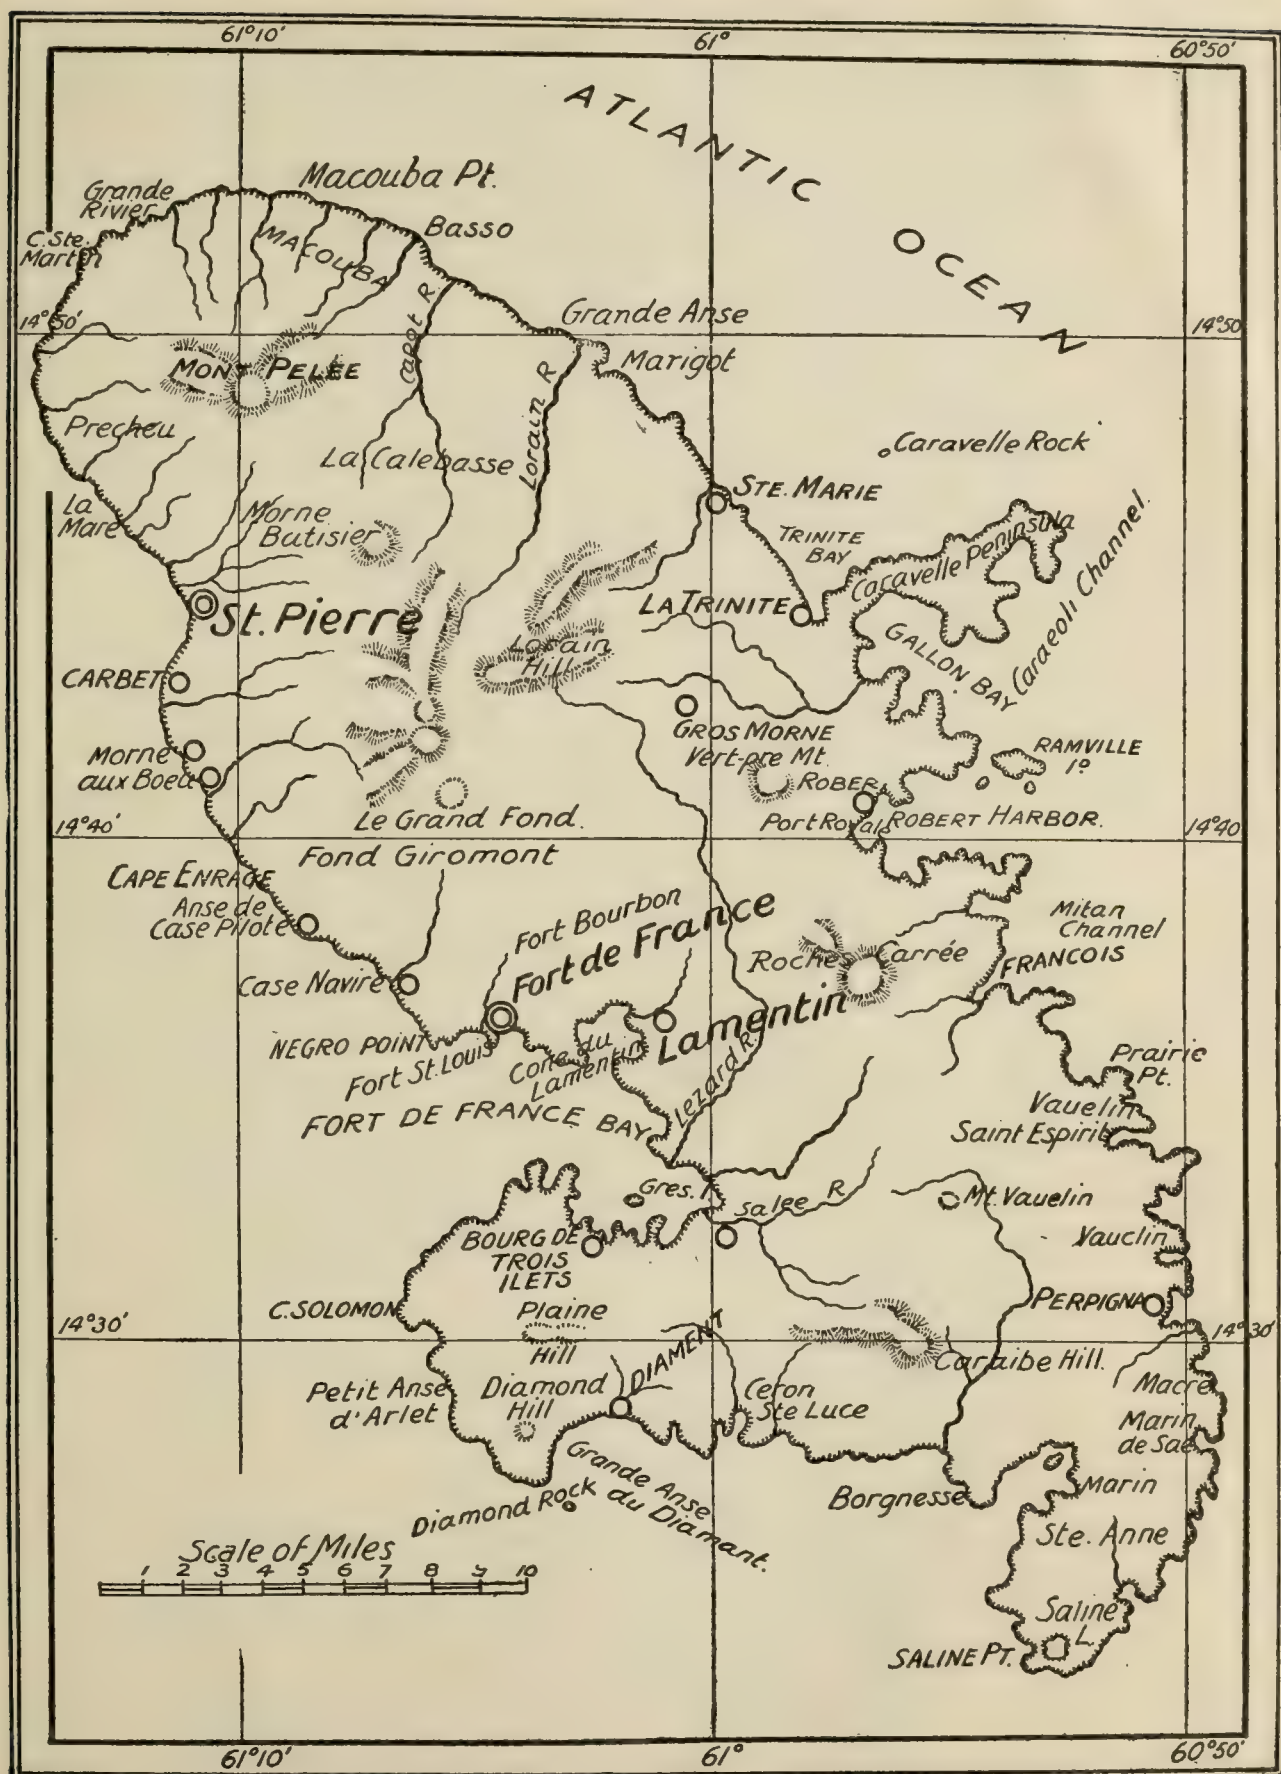 61°10'
61°
60°50'
ATLANTIC
OCEAN
Macouba Pt.
Grande
Rivier
Basso
C. Ste.
Martin
MACOUBA
14°50'
14°50'
Capot R.
Grande Anse
MONT PELÉE
Marigot
Lorain R
Precheu
La Calebasse
Caravelle Rock
La
Mare
Morne
Batisier
STE. MARIE
TRINITE
BAY
Caravelle Peninsula
Caraeoli Channel.
St. Pierre
LA TRINITE
Lorain
Hill
GALLON BAY
CARBET
GROS MORNE
Vert-pre Mt.
Morne
aux Boeu
RAMVILLE
Io
ROBER
Le Grand Fond.
Port Royal
ROBERT HARBOR.
14°40'
14°40'
Fond Giromont
CAPE ENRAGE
Anse de
Case Pilote
Fort Bourbon
Fort de France
Mitan
Channel
FRANCOIS
Roches Carrée
Case Navire
Lamentin
NEGRO POINT
Fort St. Louis
Cone du
Lamentin
Lezard R.
Prairie
Pt.
FORT DE FRANCE BAY
Vauelin
Saint Espirit
Gres. I
Salee R
Mt. Vauelin
BOURG DE
TROIS
ILETS
Vauclin
C. SOLOMON
Plaine
Hill
PERPIGNA
14°30'
14°30'
DIAMENT
Caraibe Hill.
Petit Anse
d'Arlet
Diamond
Hill
Ceron
Ste Luce
Macre
Marin
de Sae
Grande Anse
du Diamant.
Diamond Rock
Borgnesse
Marin
Ste. Anne
Scale of Miles
1 2 3 4 5 6 7 8 9 10
Saline
L.
SALINE PT.
61°10'
61°
60°50'